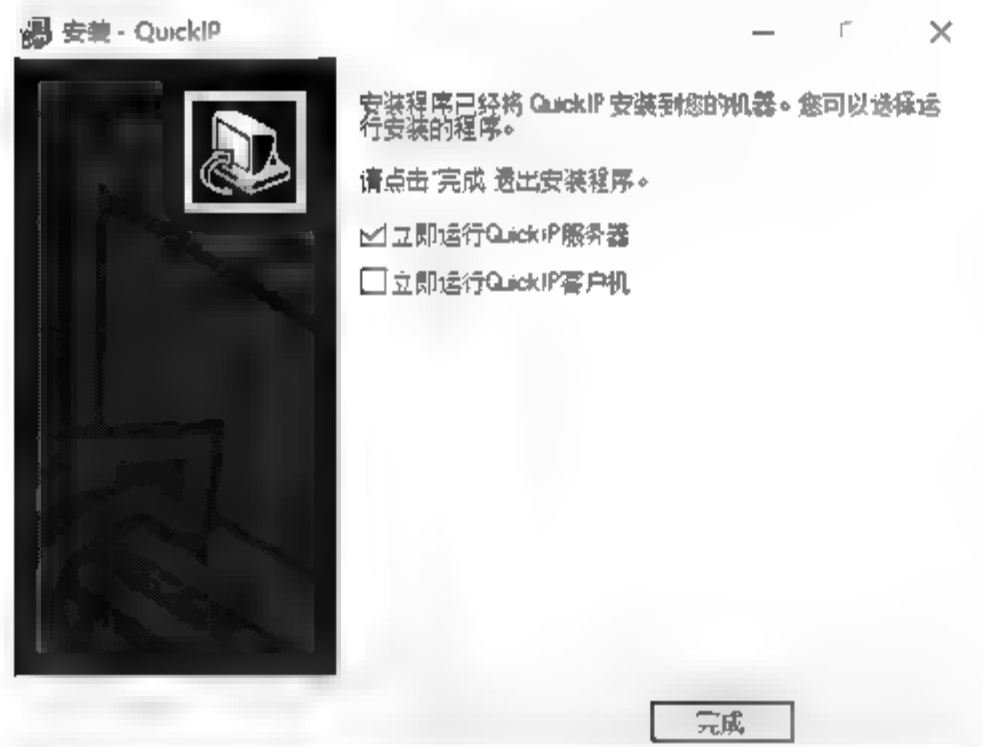 安装 - QuickIP
安装程序已经将 QuickIP 安装到您的机器。您可以选择运
行安装的程序。
请点击"完成"退出安装程序。
立即运行QuickIP服务器
立即运行QuickIP客户机
完成